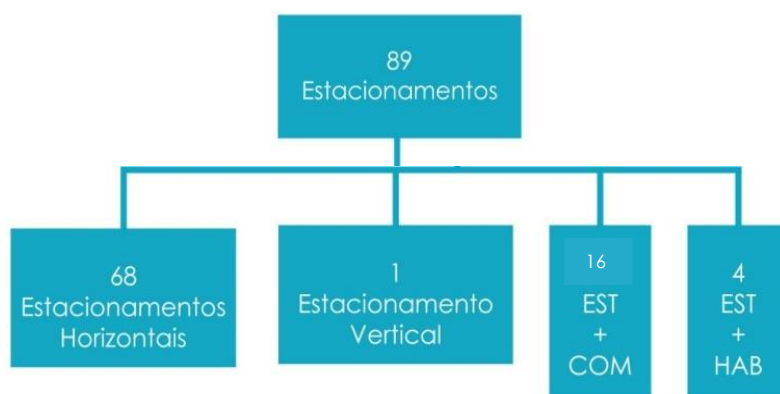 89
Estacionamentos
68
Estacionamentos
Horizontais
1
Estacionamento
Vertical
16
EST
+
COM
4
EST
+
HAB